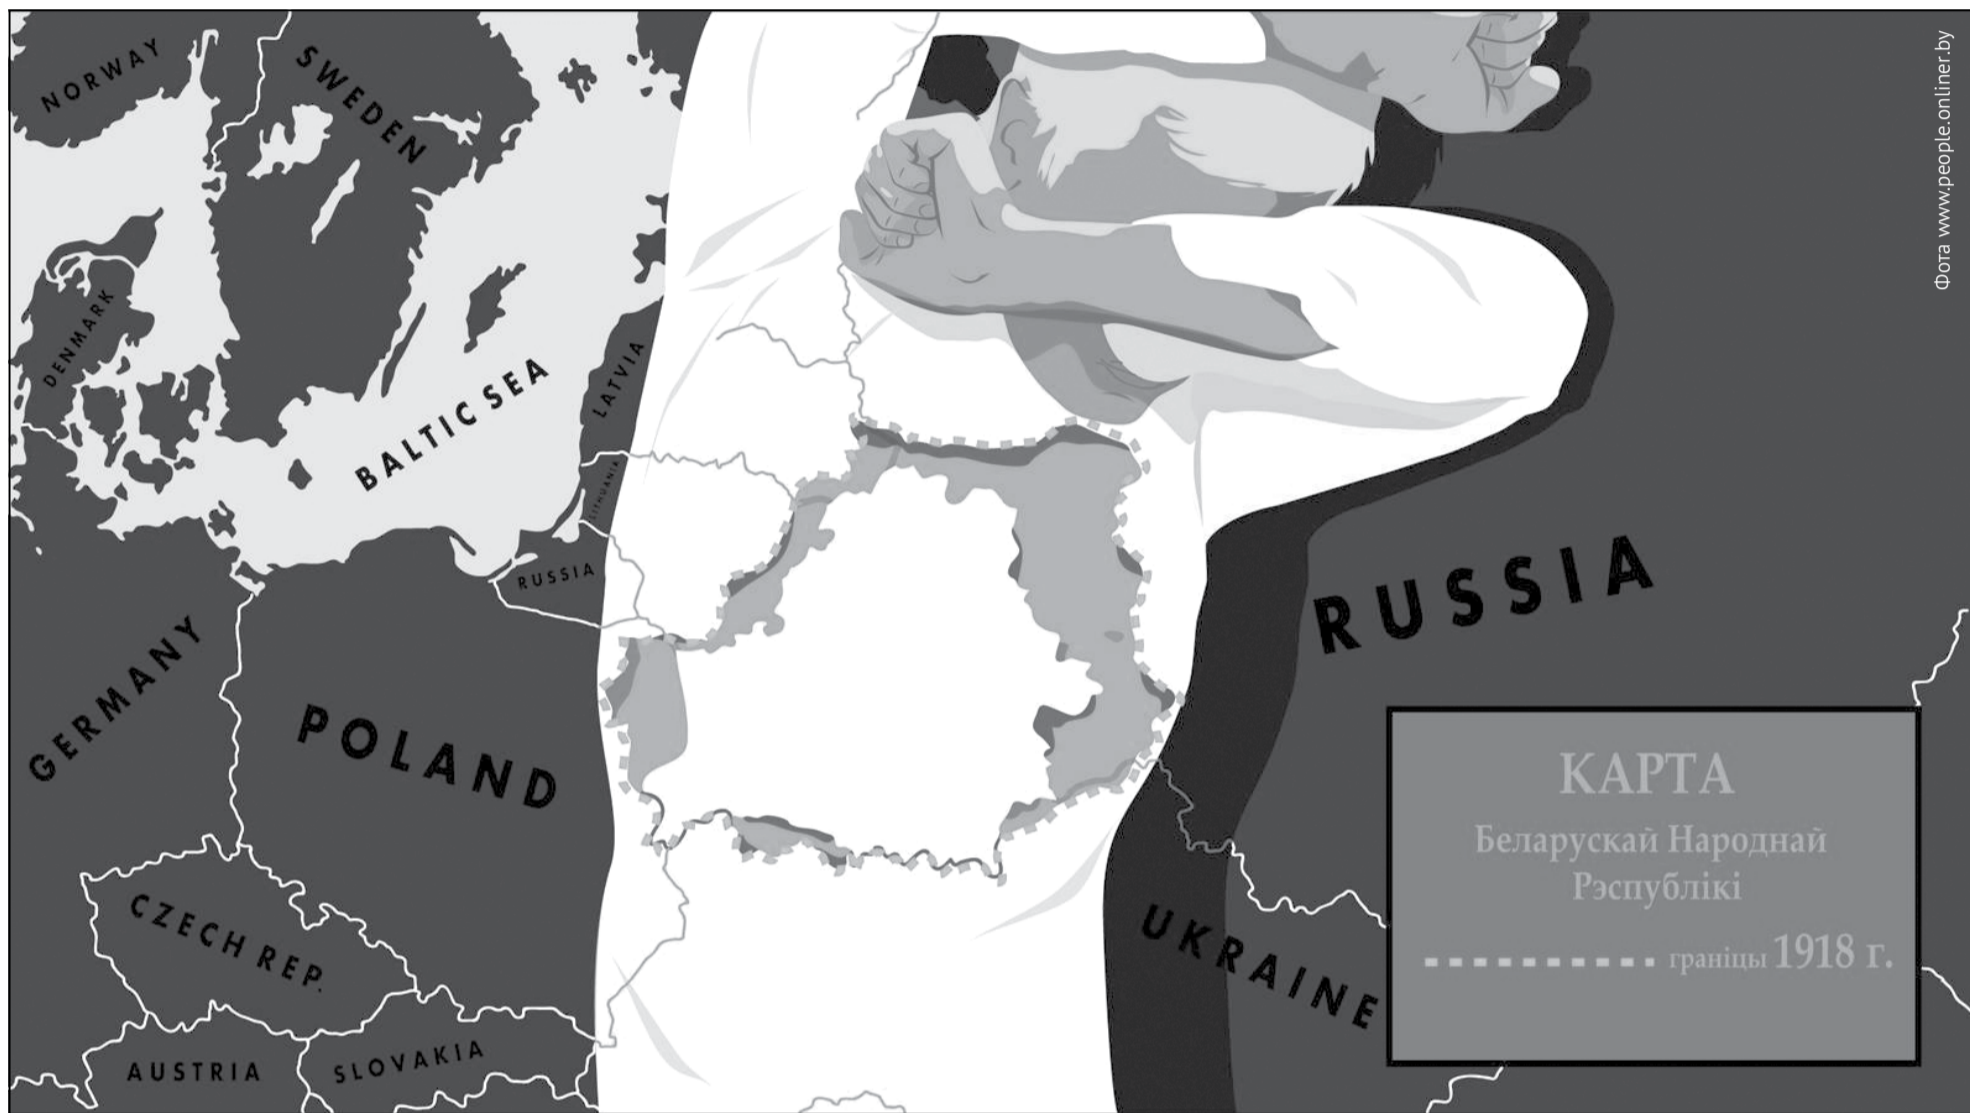 NORWAY
SWEDEN
DENMARK
BALTIC SEA
LATVIA
LITHUANIA
RUSSIA
GERMANY
POLAND
RUSSIA
CZECH REP.
UKRAINE
AUSTRIA
SLOVAKIA
КАРТА
Беларускай Народнай
Рэспублікі
граніцы 1918 г.
Фота www.people.onliner.by